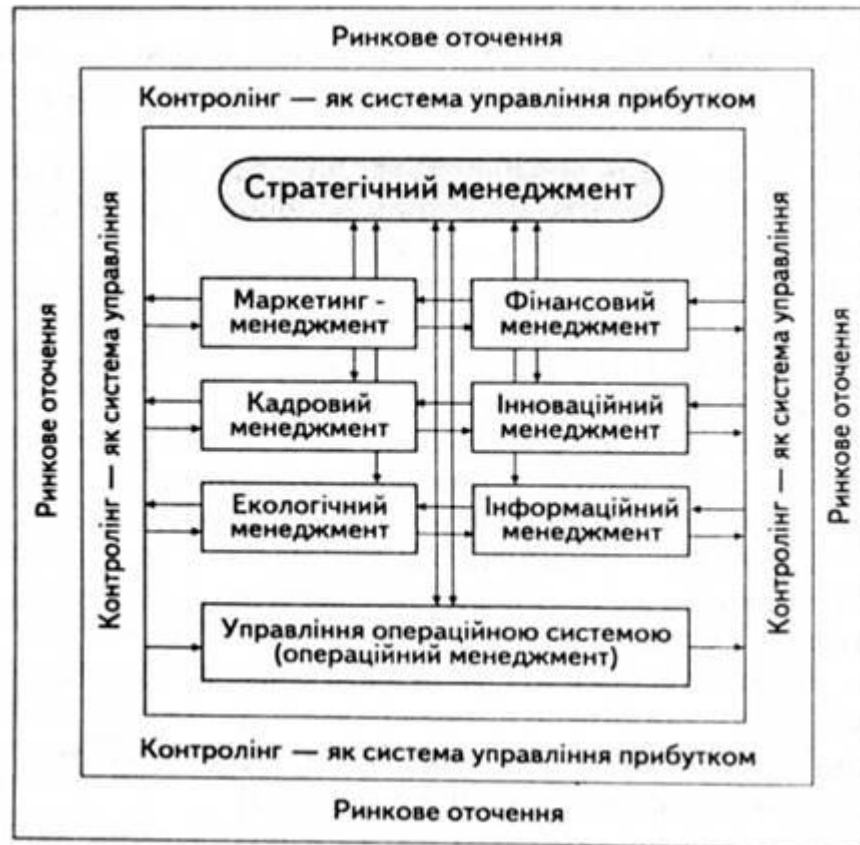 Ринкове оточення
Контролінг — як система управління прибутком
Стратегічний менеджмент
Маркетинг -
менеджмент
Фінансовий
менеджмент
Кадровий
менеджмент
Інноваційний
менеджмент
Екологічний
менеджмент
Інформаційний
менеджмент
Управління операційною системою
(операційний менеджмент)
Ринкове оточення
Контролінг — як система управління
Контролінг — як система управління
Ринкове оточення
Контролінг — як система управління прибутком
Ринкове оточення